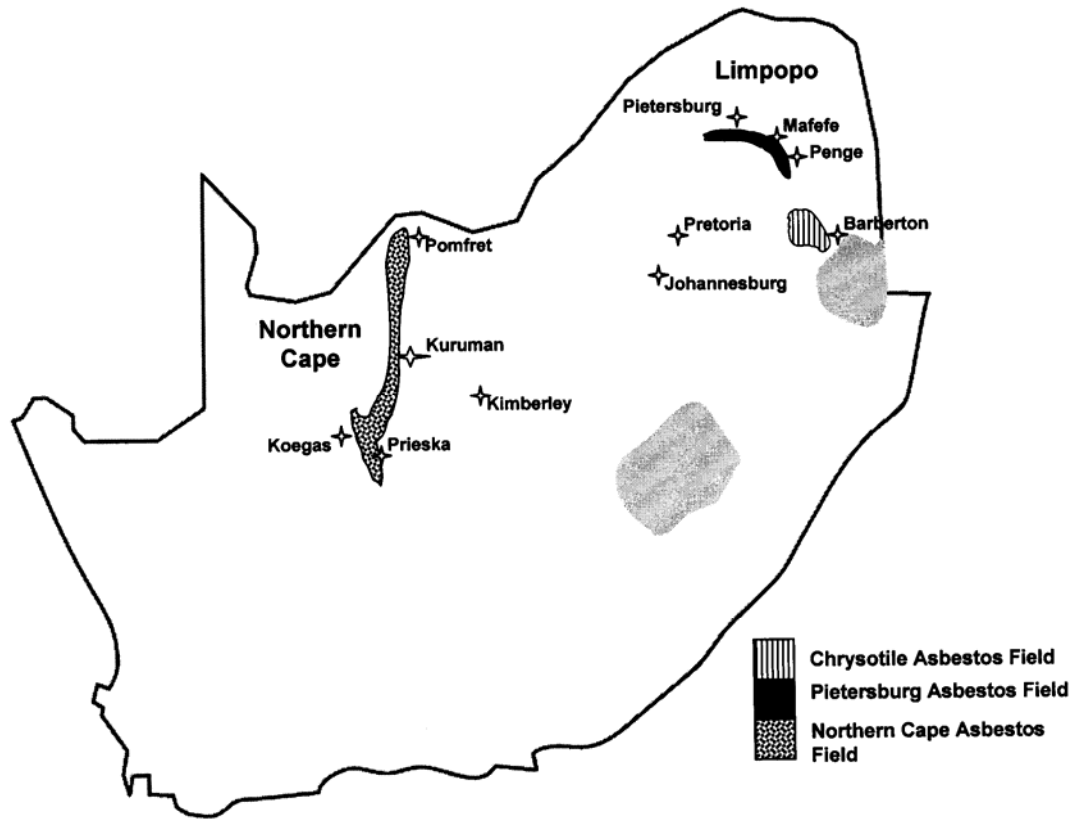 Limpopo
Pietersburg
Mafefe
Penge
Pretoria
Barberton
Pomfret
Johannesburg
Northern
Cape
Kuruman
Kimberley
Koegas
Prieska
Chrysotile Asbestos Field
Pietersburg Asbestos Field
Northern Cape Asbestos
Field